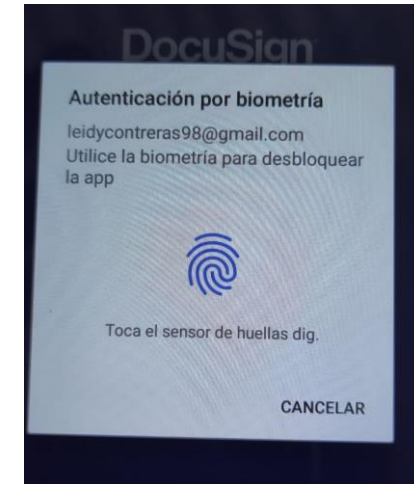 DocuSign
Autenticación por biometría
leidycontreras98@gmail.com
Utilice la biometría para desbloquear
la app
Toca el sensor de huellas dig.
CANCELAR